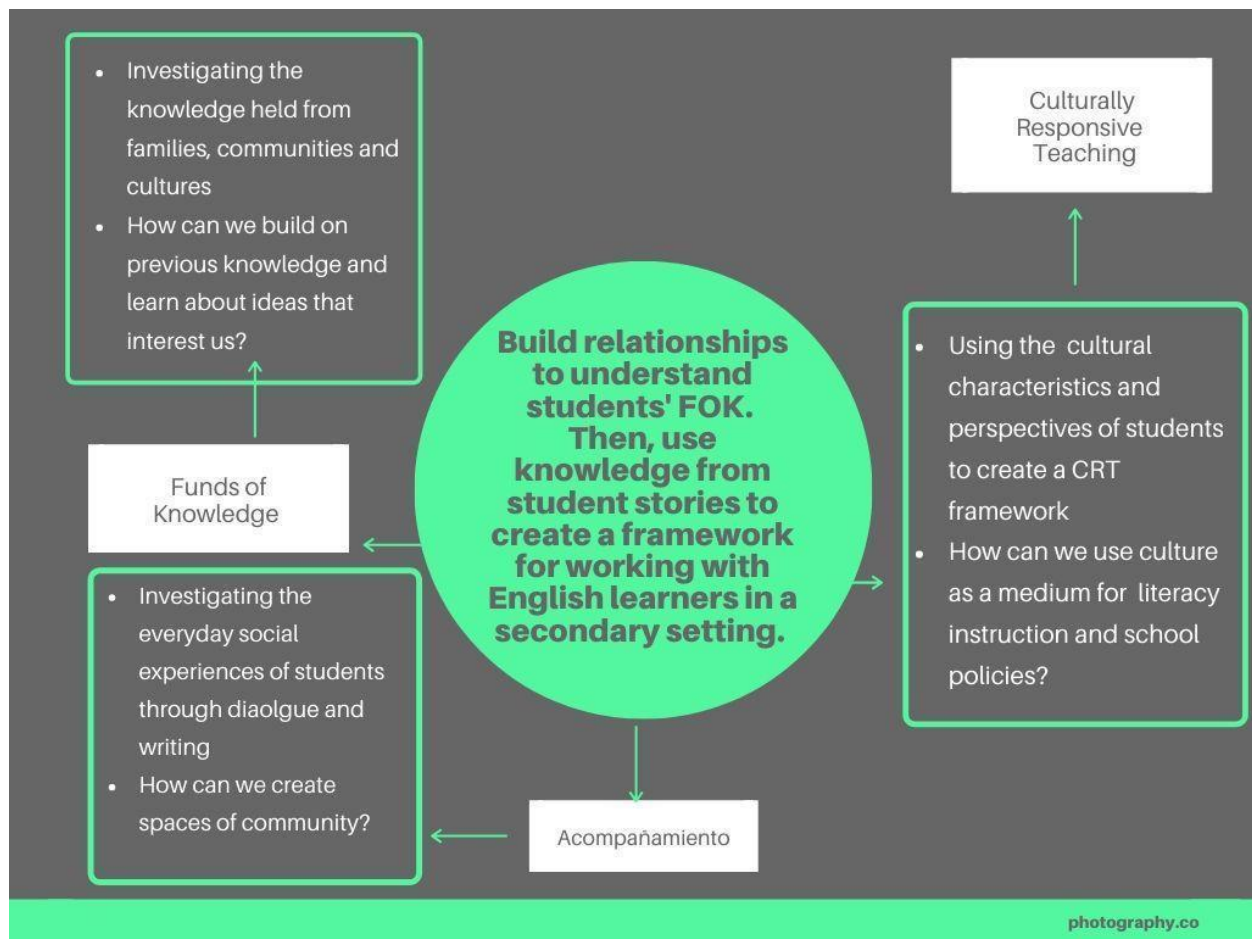 • Investigating the
knowledge held from
families, communities and
cultures
• How can we build on
previous knowledge and
learn about ideas that
interest us?
Funds of
Knowledge
• Investigating the
everyday social
experiences of students
through diaolgue and
writing
• How can we create
spaces of community?
Build relationships
to understand
students' FOK.
Then, use
knowledge from
student stories to
create a framework
for working with
English learners in a
secondary setting.
Acompañamiento
Culturally
Responsive
Teaching
• Using the cultural
characteristics and
perspectives of students
to create a CRT
framework
• How can we use culture
as a medium for literacy
instruction and school
policies?
photography.co